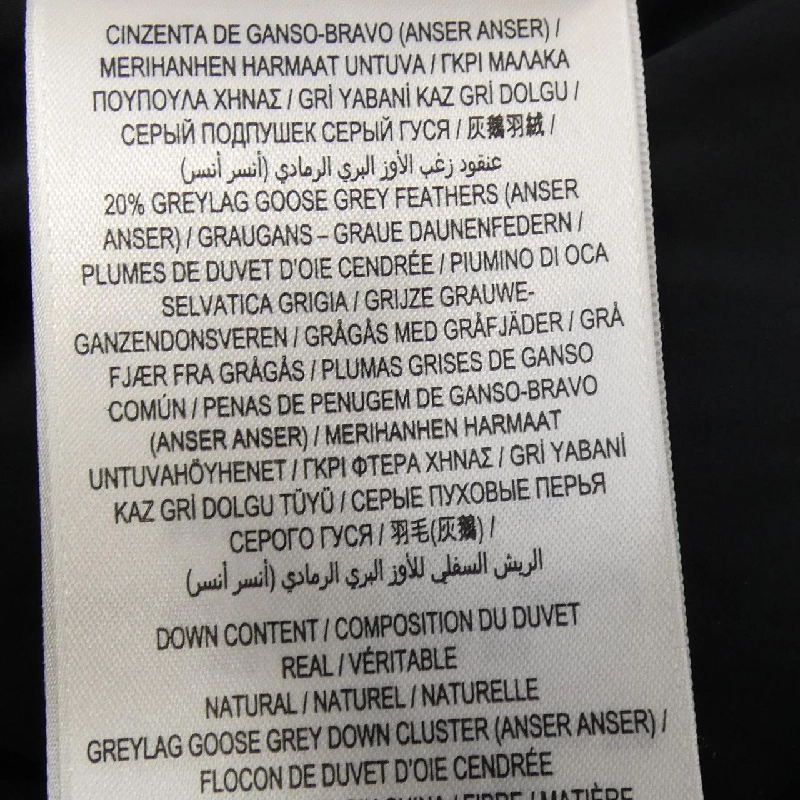 CINZENTA DE GANSO-BRAVO (ANSER ANSER) /
MERIHANHEN HARMAAT UNTUVA / ΓΚΡΙ ΜΑΛΑΚΑ
ΠΟΥΠΟΥΛΑ ΧΗΝΑΣ / GRİ YABANİ KAZ GRİ DOLGU /
СЕРЫЙ ПОДПУШЕК СЕРЫЙ ГУСЯ / 灰鵝羽絨 /
عنقود زغب الأوز البري الرمادي (أنسر أنسر)
20% GREYLAG GOOSE GREY FEATHERS (ANSER
ANSER) / GRAUGANS – GRAUE DAUNENFEDERN /
PLUMES DE DUVET D'OIE CENDRÉE / PIUMINO DI OCA
SELVATICA GRIGIA / GRIJZE GRAUWE-
GANZENDONSVEREN / GRÅGÅS MED GRÅFJÄDER / GRÅ
FJÆR FRA GRÅGÅS / PLUMAS GRISES DE GANSO
COMÚN / PENAS DE PENUGEM DE GANSO-BRAVO
(ANSER ANSER) / MERIHANHEN HARMAAT
UNTUVAHÖYHENET / ΓΚΡΙ ΦΤΕΡΑ ΧΗΝΑΣ / GRİ YABANİ
KAZ GRİ DOLGU TÜYÜ / СЕРЫЕ ПУХОВЫЕ ПЕРЬЯ
СЕРОГО ГУСЯ / 羽毛(灰鵝) /
الريش السفلي للأوز البري الرمادي (أنسر أنسر)
DOWN CONTENT / COMPOSITION DU DUVET
REAL / VÉRITABLE
NATURAL / NATUREL / NATURELLE
GREYLAG GOOSE GREY DOWN CLUSTER (ANSER ANSER) /
FLOCON DE DUVET D'OIE CENDRÉE
CHINA / FIBRE / MATIÈRE